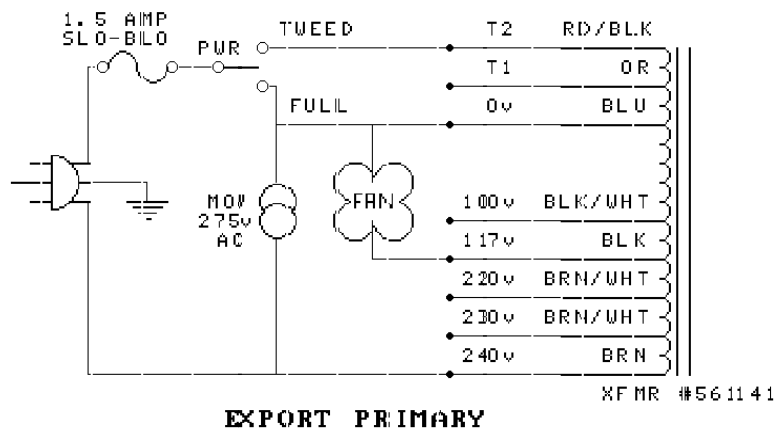 1.5 AMP
SLO-BLO
PWR
TWEED
FULL
MOV
275v
AC
FAN
T2 RD/BLK
T1 OR
0v BLU
100v BLK/WHT
117v BLK
220v BRN/WHT
230v BRN/WHT
240v BRN
XFMR #561141
EXPORT PRIMARY